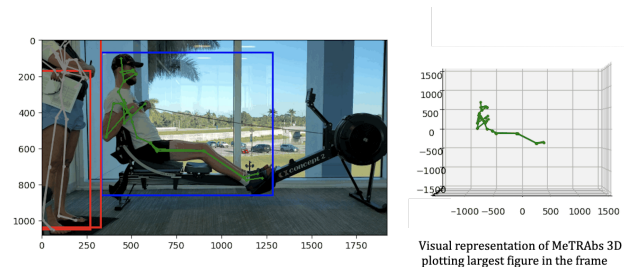 0
200
400
600
800
1000
0 250 500 750 1000 1250 1500 1750
concept 2
1500
1000
500
0
−500
−1000
−1500
−1000 −500 0 500 1000 1500
Visual representation of MeTRAbs 3D
plotting largest figure in the frame